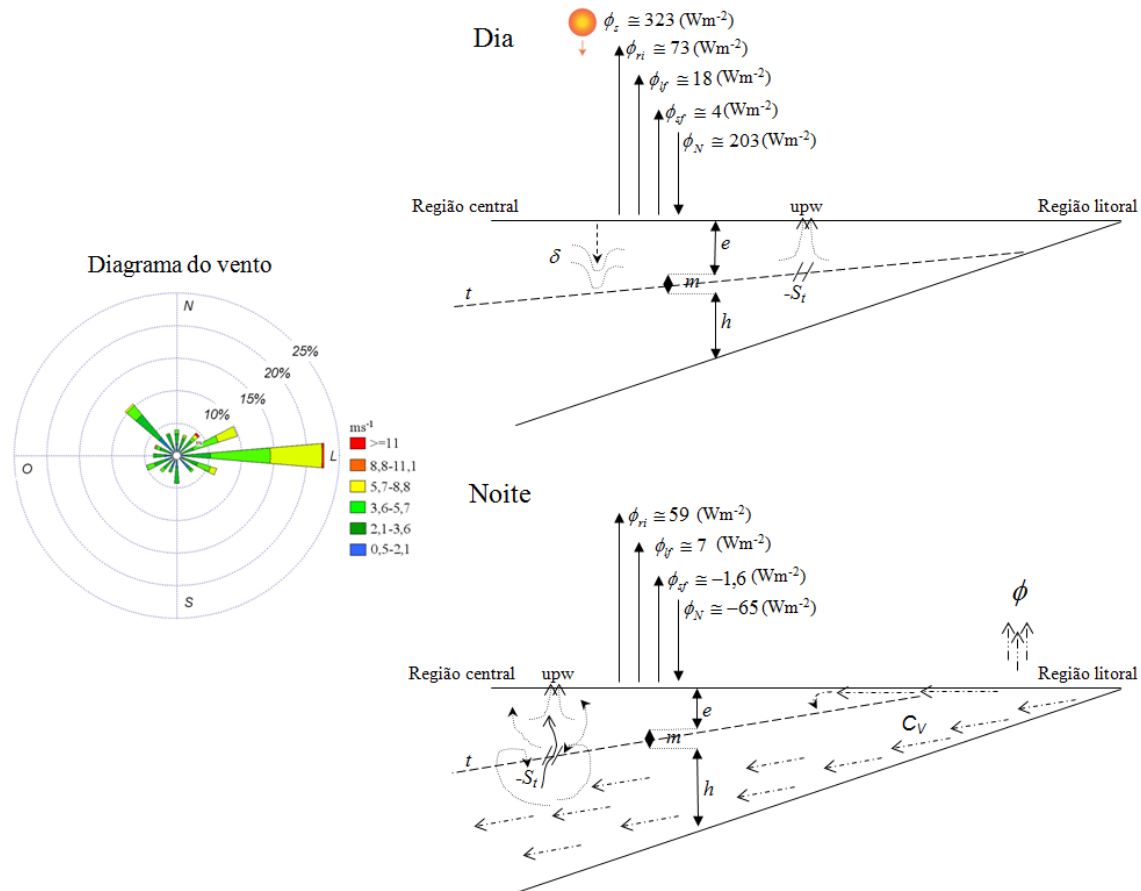 Diagrama do vento
N
25%
20%
15%
10%
L
O
S
ms⁻¹
>=11
8,8-11,1
5,7-8,8
3,6-5,7
2,1-3,6
0,5-2,1
Dia
ϕs ≅ 323 (Wm⁻²)
ϕri ≅ 73 (Wm⁻²)
ϕlf ≅ 18 (Wm⁻²)
ϕsf ≅ 4 (Wm⁻²)
ϕN ≅ 203 (Wm⁻²)
Região central
upw
Região litoral
δ
e
t
m
-St
h
Noite
ϕri ≅ 59 (Wm⁻²)
ϕlf ≅ 7 (Wm⁻²)
ϕsf ≅ −1,6 (Wm⁻²)
ϕN ≅ −65 (Wm⁻²)
ϕ
Região central
upw
Região litoral
e
CV
m
t
-St
h